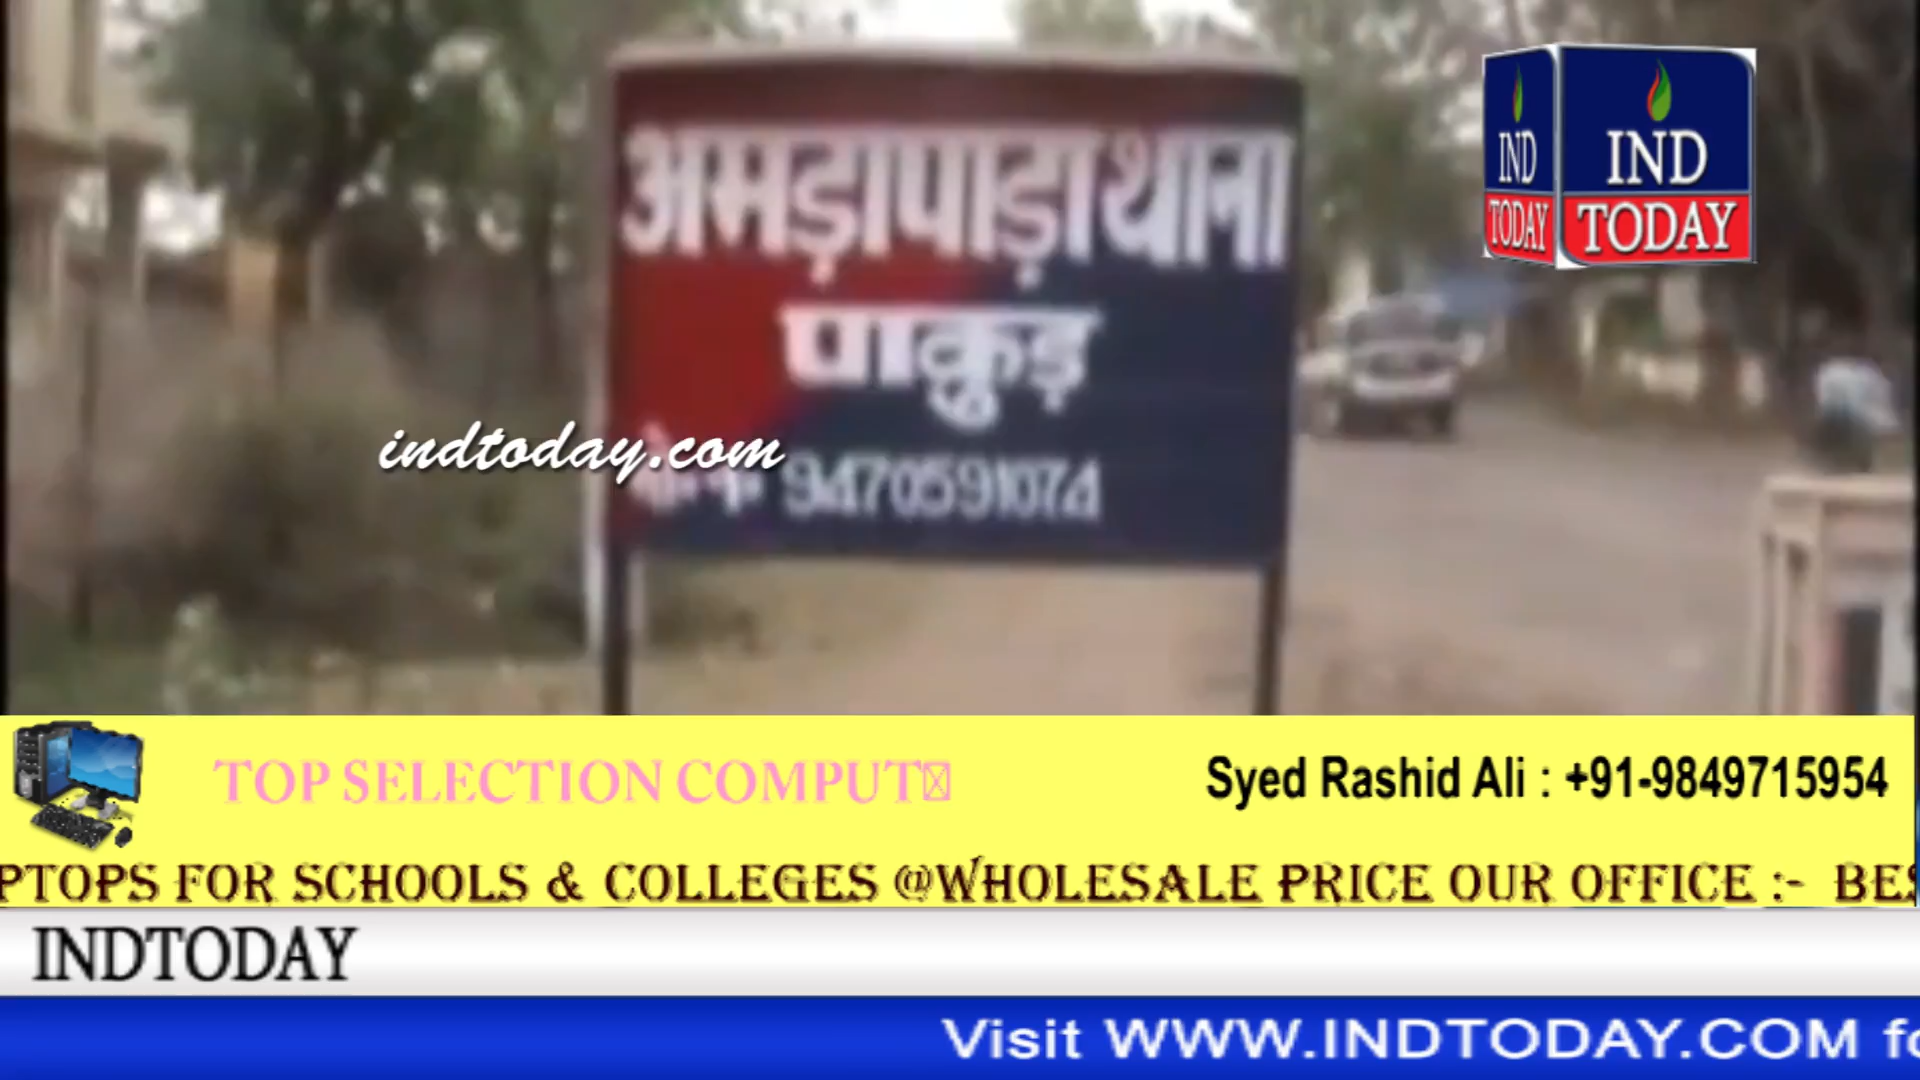 अमड़ापाड़ा थाना
पाकुड़
9470591074
indtoday.com
IND TODAY
IND TODAY
TOP SELECTION COMPUT
Syed Rashid Ali : +91-9849715954
PTOPS FOR SCHOOLS & COLLEGES @WHOLESALE PRICE OUR OFFICE :- BES
INDTODAY
Visit WWW.INDTODAY.COM fo